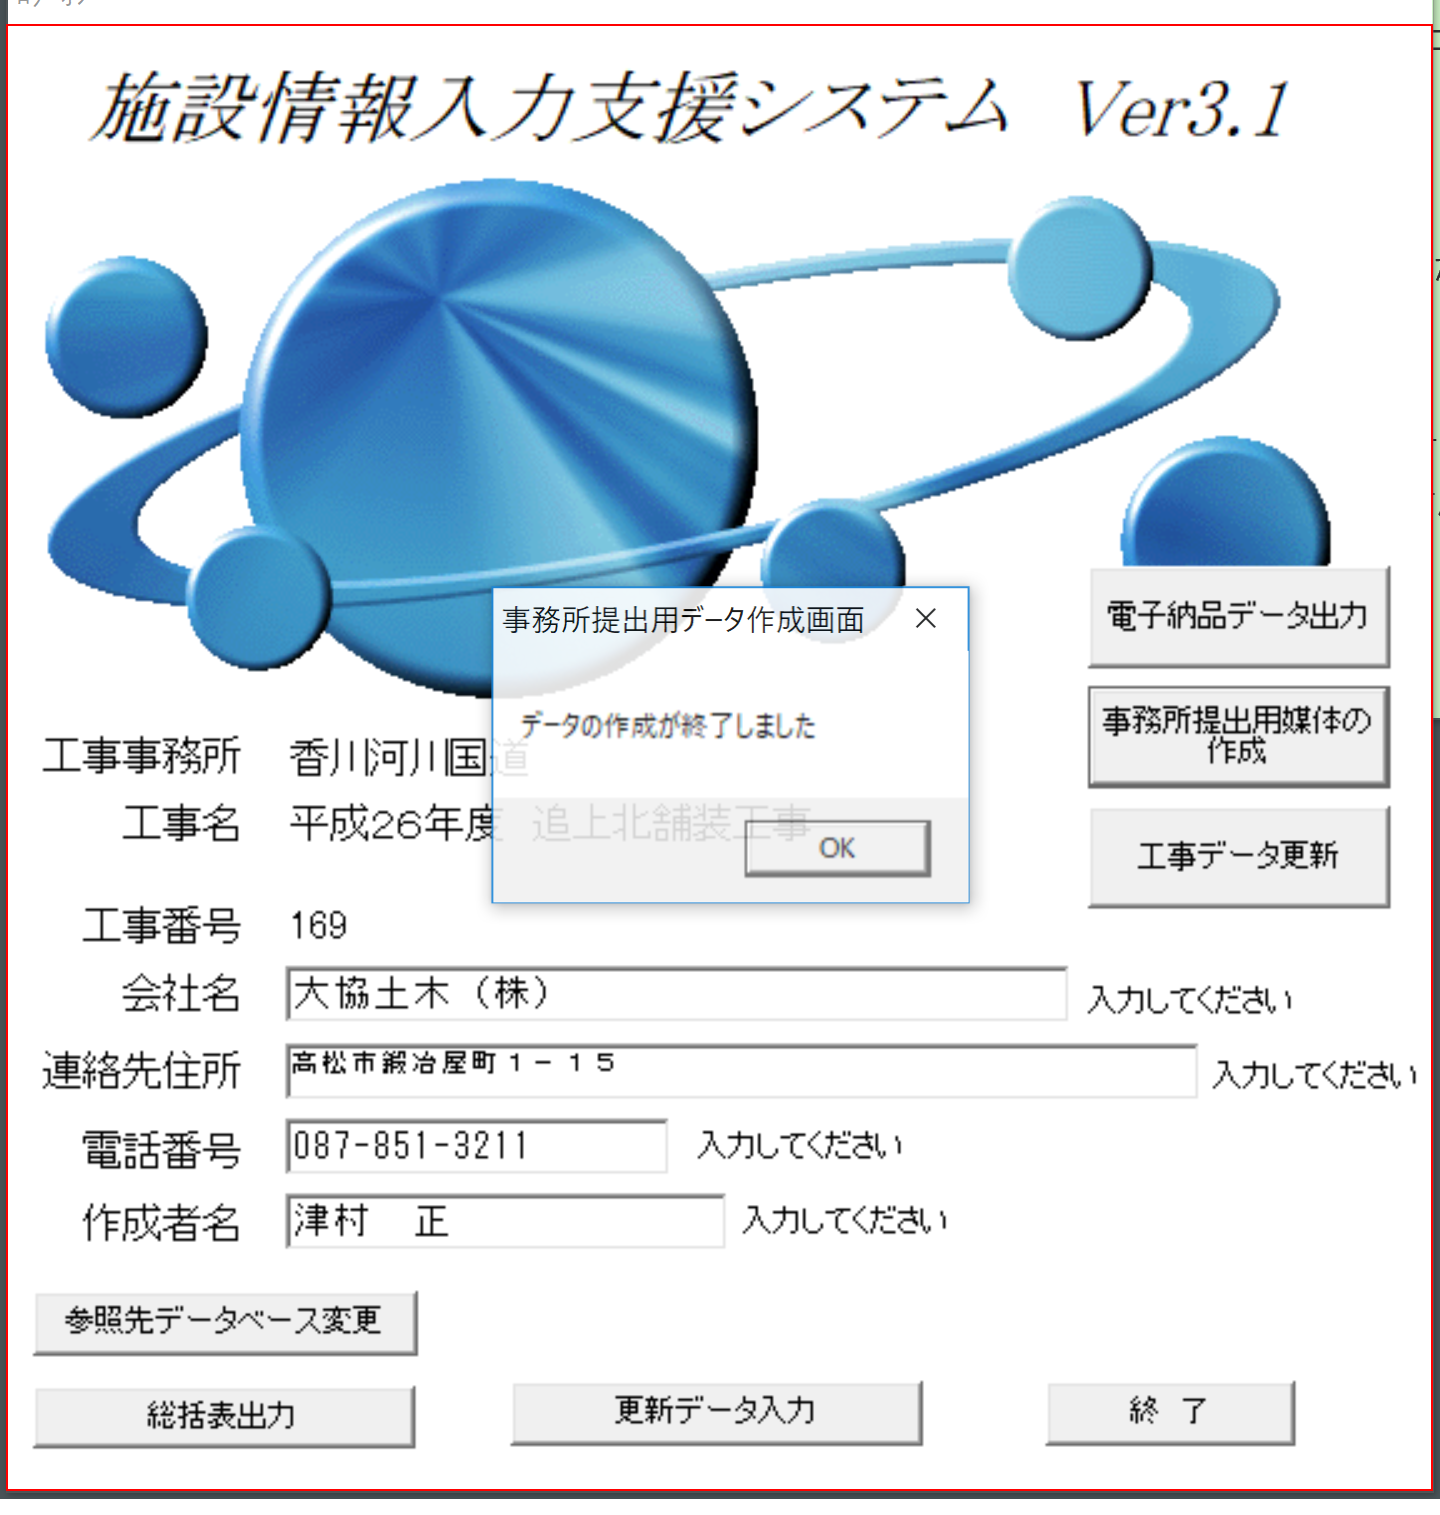 施設情報入力支援システム Ver3.1
電子納品データ出力
事務所提出用データ作成画面
事務所提出用媒体の
作成
データの作成が終了しました
工事事務所 香川河川国道
工事名 平成26年度 追上北舗装工事
OK
工事データ更新
工事番号 169
会社名 大協土木（株） 入力してください
連絡先住所 高松市鍛冶屋町１－１５ 入力してください
電話番号 087-851-3211 入力してください
作成者名 津村　正 入力してください
参照先データベース変更
総括表出力
更新データ入力
終 了